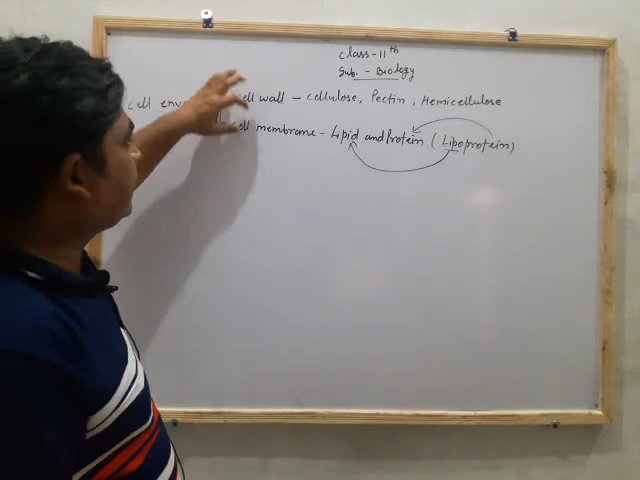 Class-11th
Sub. - Biology
Cell wall - Cellulose, Pectin, Hemicellulose
Cell membrane - Lipid and Protein (Lipoprotein)